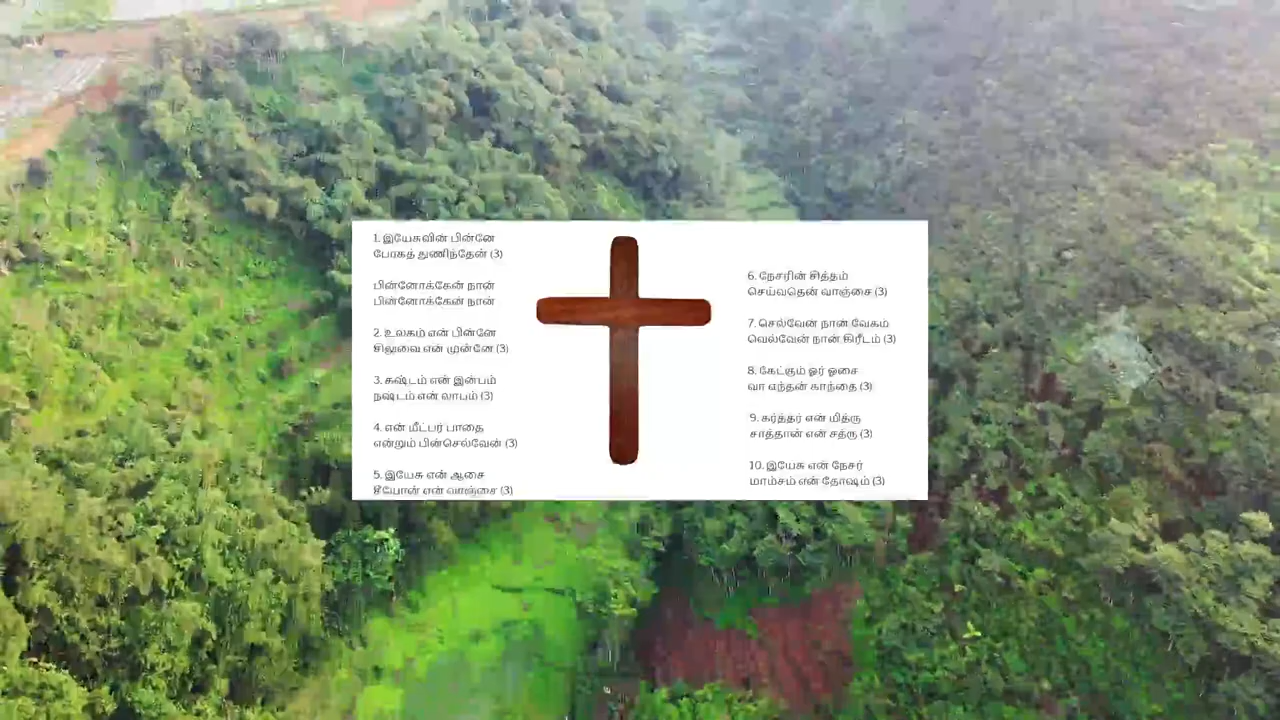 1. இயேசுவின் பின்னே
போகத் துணிந்தேன் (3)
பின்னோக்கேன் நான்
பின்னோக்கேன் நான்
2. உலகம் என் பின்னே
சிலுவை என் முன்னே (3)
3. கஷ்டம் என் இன்பம்
நஷ்டம் என் லாபம் (3)
4. என் மீட்பர் பாதை
என்றும் பின்செல்வேன் (3)
5. இயேசு என் ஆசை
சீயோன் என் வாஞ்சை (3)
6. நேசரின் சித்தம்
செய்வதென் வாஞ்சை (3)
7. செல்வேன் நான் வேகம்
வெல்வேன் நான் கிரீடம் (3)
8. கேட்கும் ஓர் ஓசை
வா எந்தன் காந்தை (3)
9. கர்த்தர் என் மித்ரு
சாத்தான் என் சத்ரு (3)
10. இயேசு என் நேசர்
மாம்சம் என் தோஷம் (3)